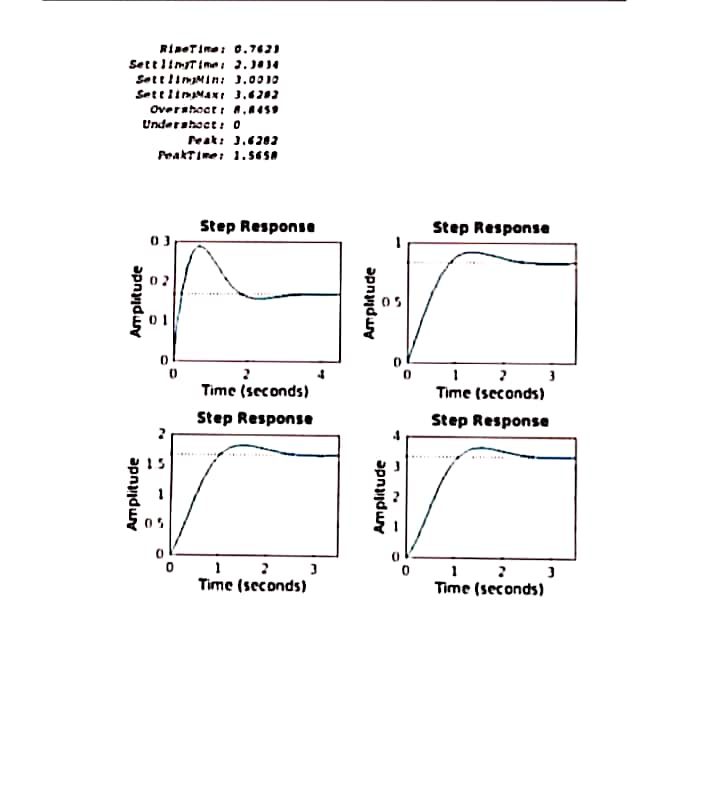 RiseTime: 0.7623
SettlingTime: 2.3834
SettlingMin: 3.0030
SettlingMax: 3.6282
Overshoot: 8.8459
Undershoot: 0
Peak: 3.6282
PeakTime: 1.5658
Step Response
0.3
0.2
0.1
0
Amplitude
0 2 4
Time (seconds)
Step Response
1
0.5
0
Amplitude
0 1 2 3
Time (seconds)
Step Response
2
1.5
1
0.5
0
Amplitude
0 1 2 3
Time (seconds)
Step Response
4
3
2
1
0
Amplitude
0 1 2 3
Time (seconds)